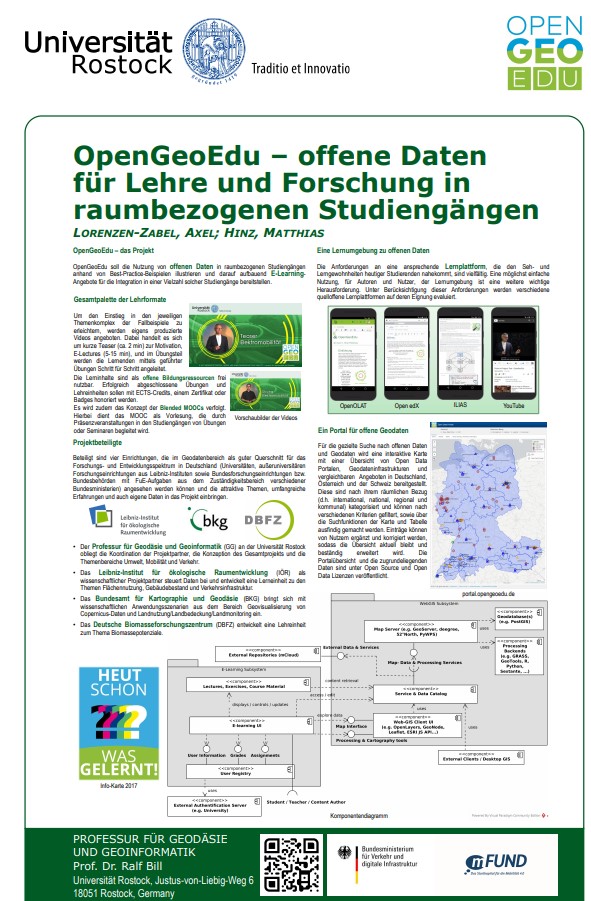 Universität
Rostock
Traditio et Innovatio
OPEN
GEO
EDU
OpenGeoEdu – offene Daten
für Lehre und Forschung in
raumbezogenen Studiengängen
LORENZEN-ZABEL, AXEL; HINZ, MATTHIAS
OpenGeoEdu – das Projekt
OpenGeoEdu soll die Nutzung von offenen Daten in raumbezogenen Studiengängen
anhand von Best-Practice-Beispielen illustrieren und darauf aufbauend E-Learning-
Angebote für die Integration in einer Vielzahl solcher Studiengänge bereitstellen.
Gesamtpalette der Lehrformate
Um den Einstieg in den jeweiligen
Themenkomplex der Fallbeispiele zu
erleichtern, werden eigens produzierte
Videos angeboten. Dabei handelt es sich
um kurze Teaser (ca. 2 min) zur Motivation,
E-Lectures (5-15 min), und im Übungsteil
werden die Lernenden mittels geführter
Übungen Schritt für Schritt angeleitet.
Die Lerninhalte sind als offene Bildungsressourcen frei
nutzbar. Erfolgreich abgeschlossene Übungen und
Lehreinheiten sollen mit ECTS-Credits, einem Zertifikat oder
Badges honoriert werden.
Es wird zudem das Konzept der Blended MOOCs verfolgt.
Hierbei dient das MOOC als Vorlesung, die durch
Präsenzveranstaltungen in den Studiengängen von Übungen
oder Seminaren begleitet wird.
Teaser
Elektromobilität
Vorschaubilder der Videos
Projektbeteiligte
Beteiligt sind vier Einrichtungen, die im Geodatenbereich als guter Querschnitt für das
Forschungs- und Entwicklungsspektrum in Deutschland (Universitäten, außeruniversitären
Forschungseinrichtungen aus Leibniz-Instituten sowie Bundesforschungseinrichtungen bzw.
Bundesbehörden mit FuE-Aufgaben aus dem Zuständigkeitsbereich verschiedener
Bundesministerien) angesehen werden können und die attraktive Themen, umfangreiche
Erfahrungen und auch eigene Daten in das Projekt einbringen.
Leibniz-Institut
für ökologische
Raumentwicklung
bkg
DBFZ
• Der Professur für Geodäsie und Geoinformatik (GG) an der Universität Rostock
obliegt die Koordination der Projektpartner, die Konzeption des Gesamtprojekts und die
Themenbereiche Umwelt, Mobilität und Verkehr.
• Das Leibniz-Institut für ökologische Raumentwicklung (IÖR) als
wissenschaftlicher Projektpartner steuert Daten bei und entwickelt eine Lerneinheit zu den
Themen Flächennutzung, Gebäudebestand und Verkehrsinfrastruktur.
• Das Bundesamt für Kartographie und Geodäsie (BKG) bringt sich mit
wissenschaftlichen Anwendungsszenarien aus dem Bereich Georvisualisierung von
Copernicus-Daten und Landnutzung/Landbedeckung/Landmonitoring ein.
• Das Deutsche Biomasseforschungszentrum (DBFZ) entwickelt eine Lehreinheit
zum Thema Biomassepotenziale.
Eine Lernumgebung zu offenen Daten
Die Anforderungen an eine ansprechende Lernplattform, die den Seh- und
Lerngewohnheiten heutiger Studierenden nahekommt, sind vielfältig. Eine möglichst einfache
Nutzung, für Autoren und Nutzer, der Lernumgebung ist eine weitere wichtige
Herausforderung. Unter Berücksichtigung dieser Anforderungen werden verschiedene
quelloffene Lernplattformen auf deren Eignung evaluiert.
OpenOLAT
Open edX
ILIAS
YouTube
Ein Portal für offene Geodaten
Für die gezielte Suche nach offenen Daten
und Geodaten wird eine interaktive Karte
mit einer Übersicht von Open Data
Portalen, Geodateninfrastrukturen und
vergleichbaren Angeboten in Deutschland,
Österreich und der Schweiz bereitgestellt.
Diese sind nach ihrem räumlichen Bezug
(d.h. international, national, regional und
kommunal) kategorisiert und können nach
verschiedenen Kriterien gefiltert, sowie über
die Suchfunktionen der Karte und Tabelle
ausfindig gemacht werden. Einträge können
von Nutzern ergänzt und korrigiert werden,
sodass die Übersicht aktuell bleibt und
beständig erweitert wird. Die
Portalübersicht und die zugrundeliegenden
Daten sind unter Open Source und Open
Data Lizenzen veröffentlicht.
portal.opengeoedu.de
WebGIS Subsystem
<<component>>
Geodatabase(s)
(e.g. PostGIS)
<<component>>
Map Server (e.g. GeoServer, deegree,
52°North, PyWPS)
uses
uses
<<component>>
Processing
Backends
(e.g. GRASS,
GeoTools, R,
Python,
Sextante, ...)
<<component>>
External Repositories (mCloud)
External Data & Services
Map- Data & Processing Services
E-Learning Subsystem
<<component>>
Lectures, Exercises, Course Material
content retrieval
access / edit
<<component>>
Service & Data Catalog
displays / controls / updates
uses
<<component>>
E-learning UI
explore data
Map Interface
<<component>>
Web-GIS Client UI
(e.g. OpenLayers, GeoNode,
Leaflet, ESRI JS API...)
uses
Processing & Cartography tools
User Information
Grades
Assignments
<<component>>
User Registry
<<component>>
External Clients / Desktop GIS
uses
<<component>>
External Authentification Server
(e.g. University)
Student / Teacher / Content Author
Komponentendiagramm
HEUT
SCHON
???
WAS
GELERNT!
Info-Karte 2017
PROFESSUR FÜR GEODÄSIE
UND GEOINFORMATIK
Prof. Dr. Ralf Bill
Universität Rostock, Justus-von-Liebig-Weg 6
18051 Rostock, Germany
Bundesministerium
für Verkehr und
digitale Infrastruktur
mFUND